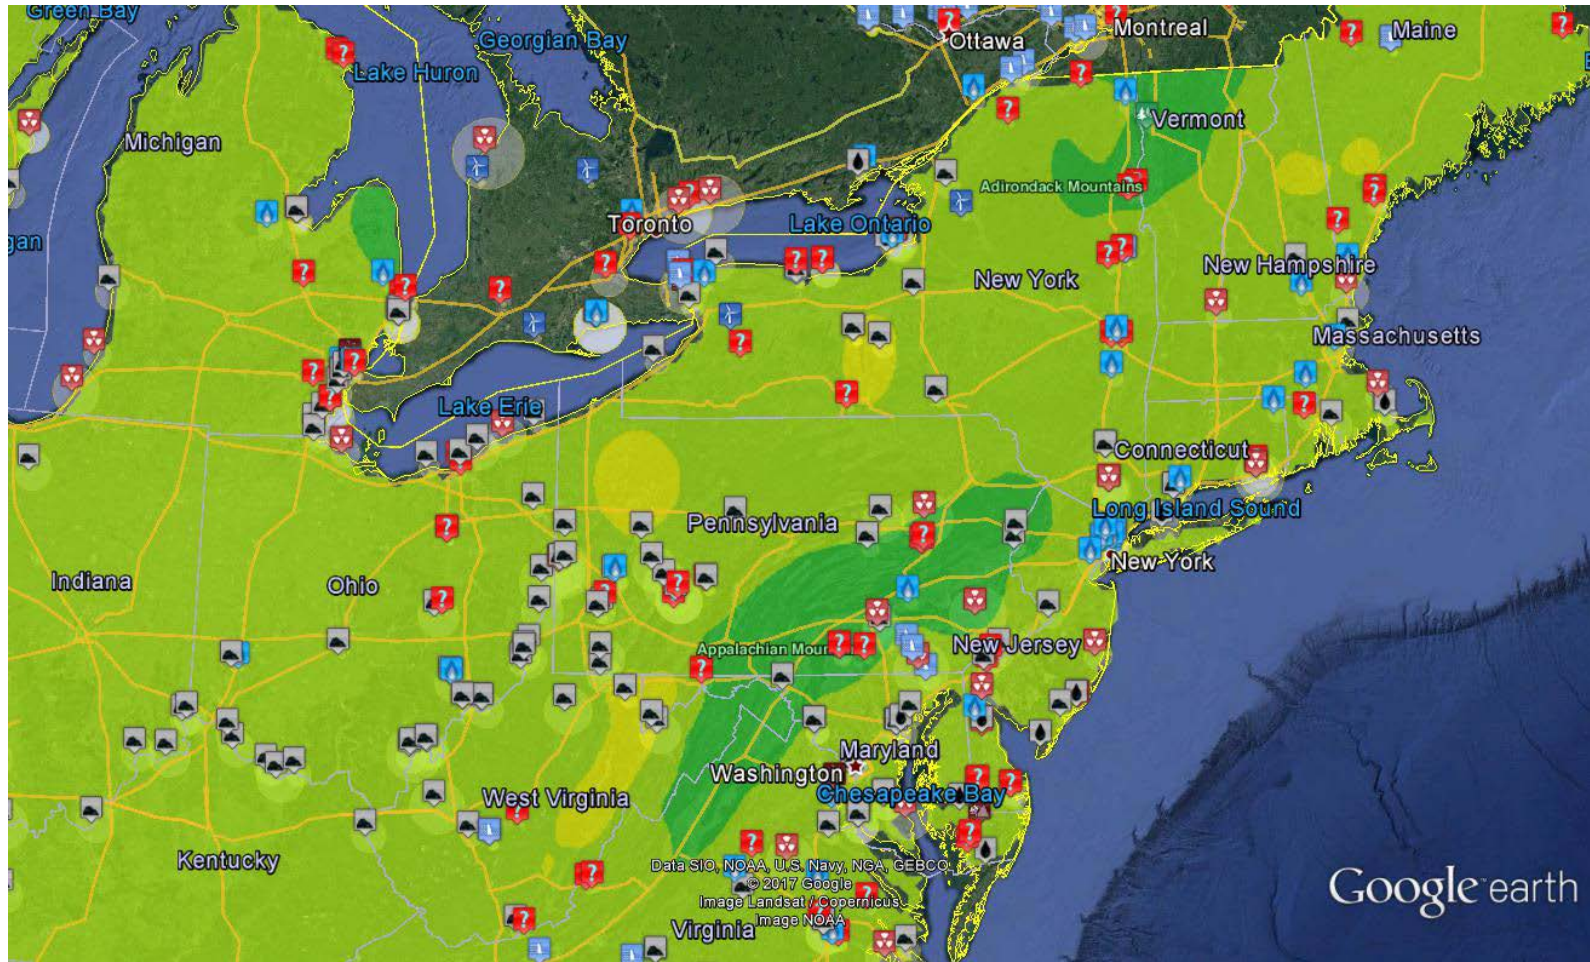 Green Bay
Georgian Bay
Ottawa
Montreal
Maine
Lake Huron
Michigan
Vermont
Adirondack Mountains
Toronto
Lake Ontario
gan
New York
New Hampshire
Massachusetts
Lake Erie
Connecticut
Long Island Sound
Pennsylvania
New York
Indiana
Ohio
Appalachian Moun
New Jersey
Maryland
Washington
Chesapeake Bay
West Virginia
Kentucky
Data SIO, NOAA, U.S. Navy, NGA, GEBCO
© 2017 Google
Image Landsat / Copernicus
Image NOAA
Virginia
Google earth